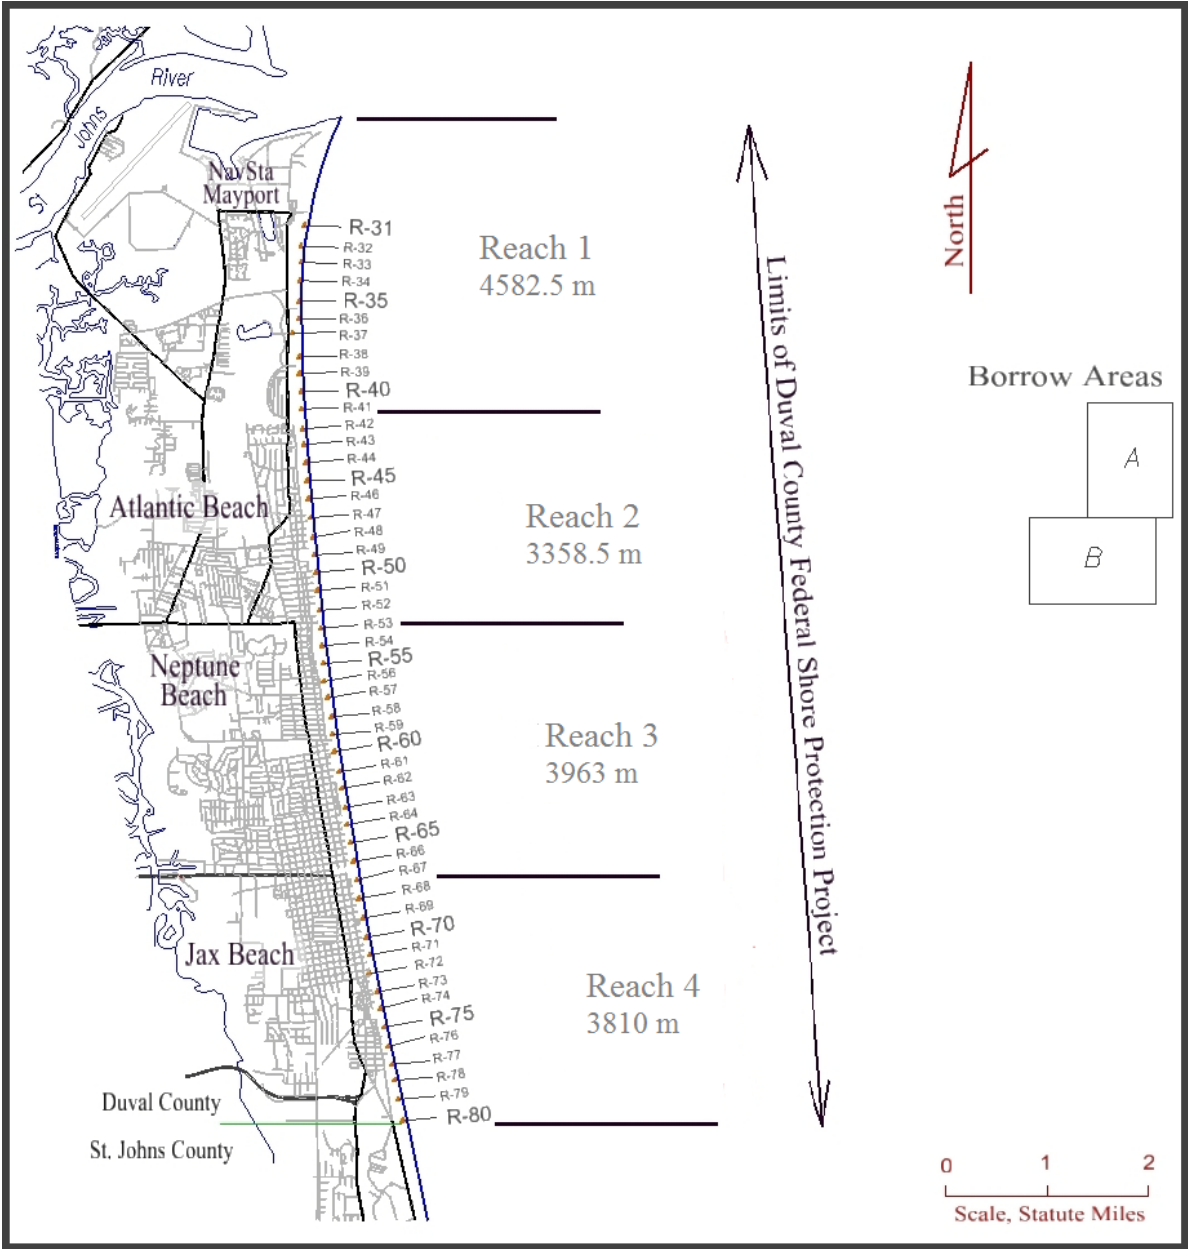 River
Johns
St
NavSta
Mayport
R-31
R-32
R-33
R-34
R-35
R-36
R-37
R-38
R-39
R-40
R-41
R-42
R-43
R-44
R-45
R-46
R-47
R-48
R-49
R-50
R-51
R-52
R-53
R-54
R-55
R-56
R-57
R-58
R-59
R-60
R-61
R-62
R-63
R-64
R-65
R-66
R-67
R-68
R-69
R-70
R-71
R-72
R-73
R-74
R-75
R-76
R-77
R-78
R-79
R-80
Reach 1
4582.5 m
Reach 2
3358.5 m
Reach 3
3963 m
Reach 4
3810 m
Atlantic Beach
Neptune
Beach
Jax Beach
Duval County
St. Johns County
Limits of Duval County Federal Shore Protection Project
North
Borrow Areas
A
B
0 1 2
Scale, Statute Miles